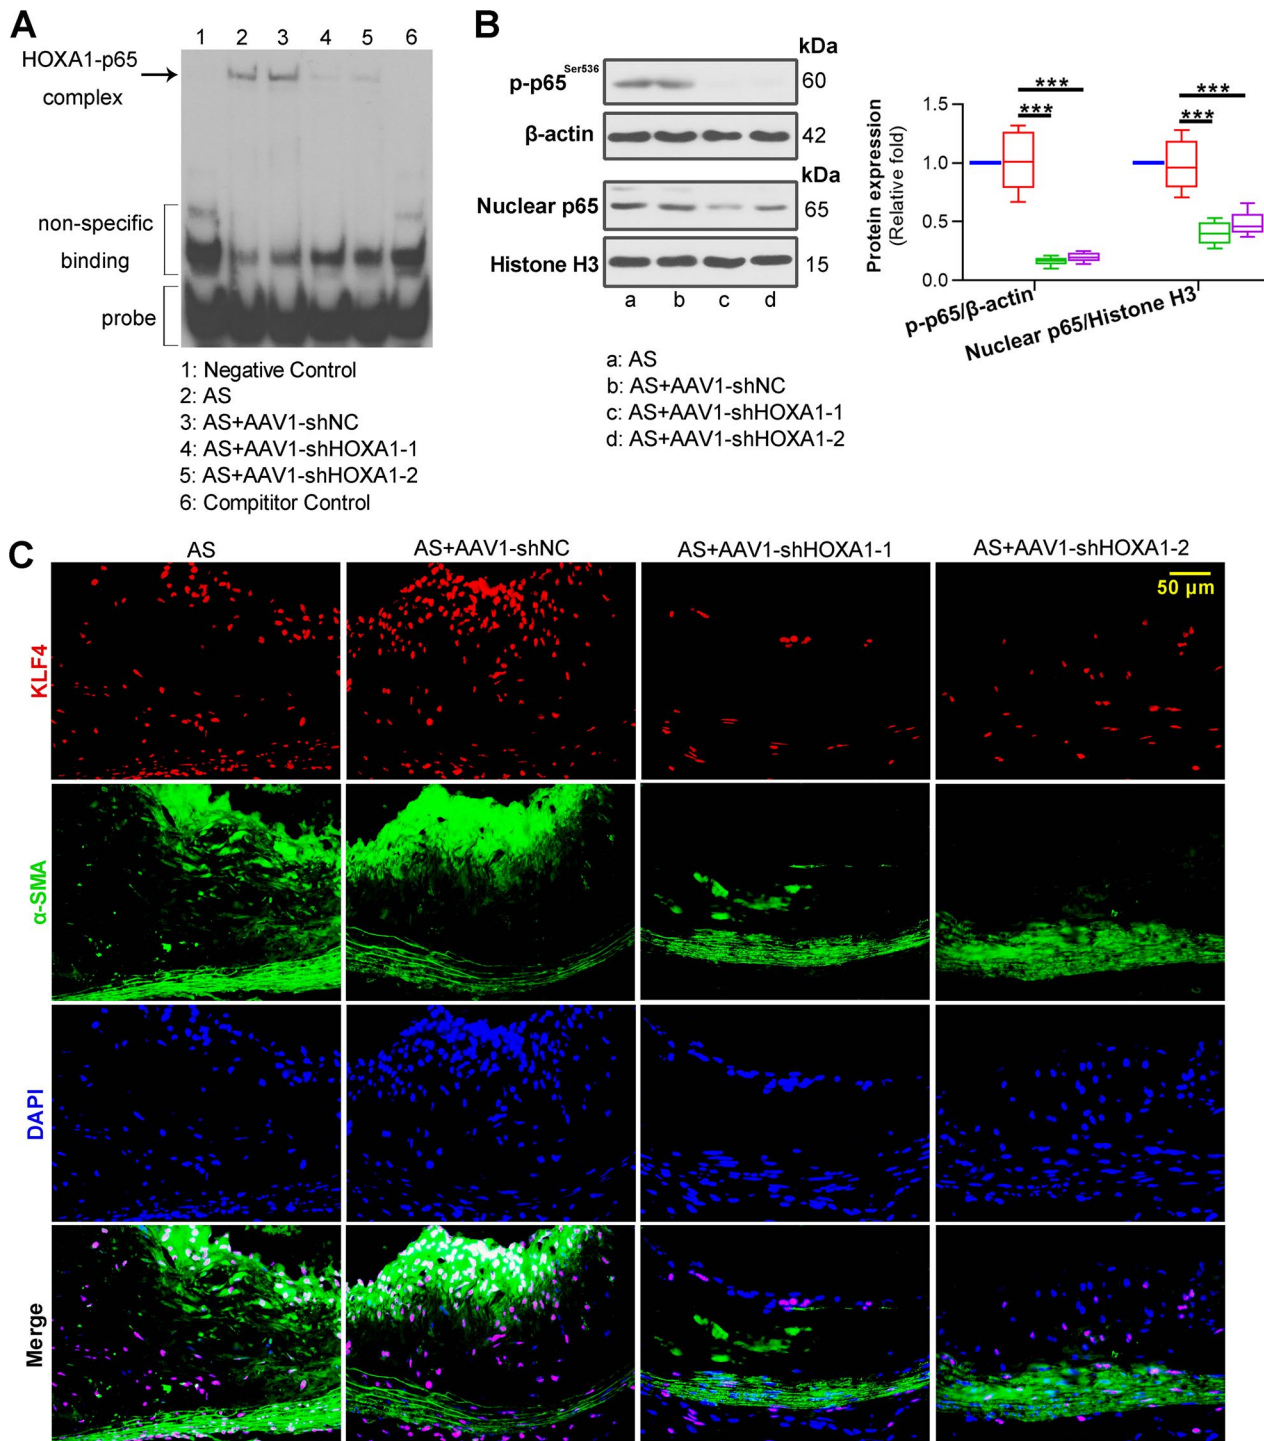 A
1 2 3 4 5 6
HOXA1-p65
complex
non-specific
binding
probe
1: Negative Control
2: AS
3: AS+AAV1-shNC
4: AS+AAV1-shHOXA1-1
5: AS+AAV1-shHOXA1-2
6: Compititor Control
B
kDa
p-p65Ser536 60
β-actin 42
kDa
Nuclear p65 65
Histone H3 15
a b c d
a: AS
b: AS+AAV1-shNC
c: AS+AAV1-shHOXA1-1
d: AS+AAV1-shHOXA1-2
Protein expression
(Relative fold)
1.5
1.0
0.5
0.0
***
***
***
***
p-p65/β-actin
Nuclear p65/Histone H3
C
AS AS+AAV1-shNC AS+AAV1-shHOXA1-1 AS+AAV1-shHOXA1-2
50 μm
KLF4
α-SMA
DAPI
Merge